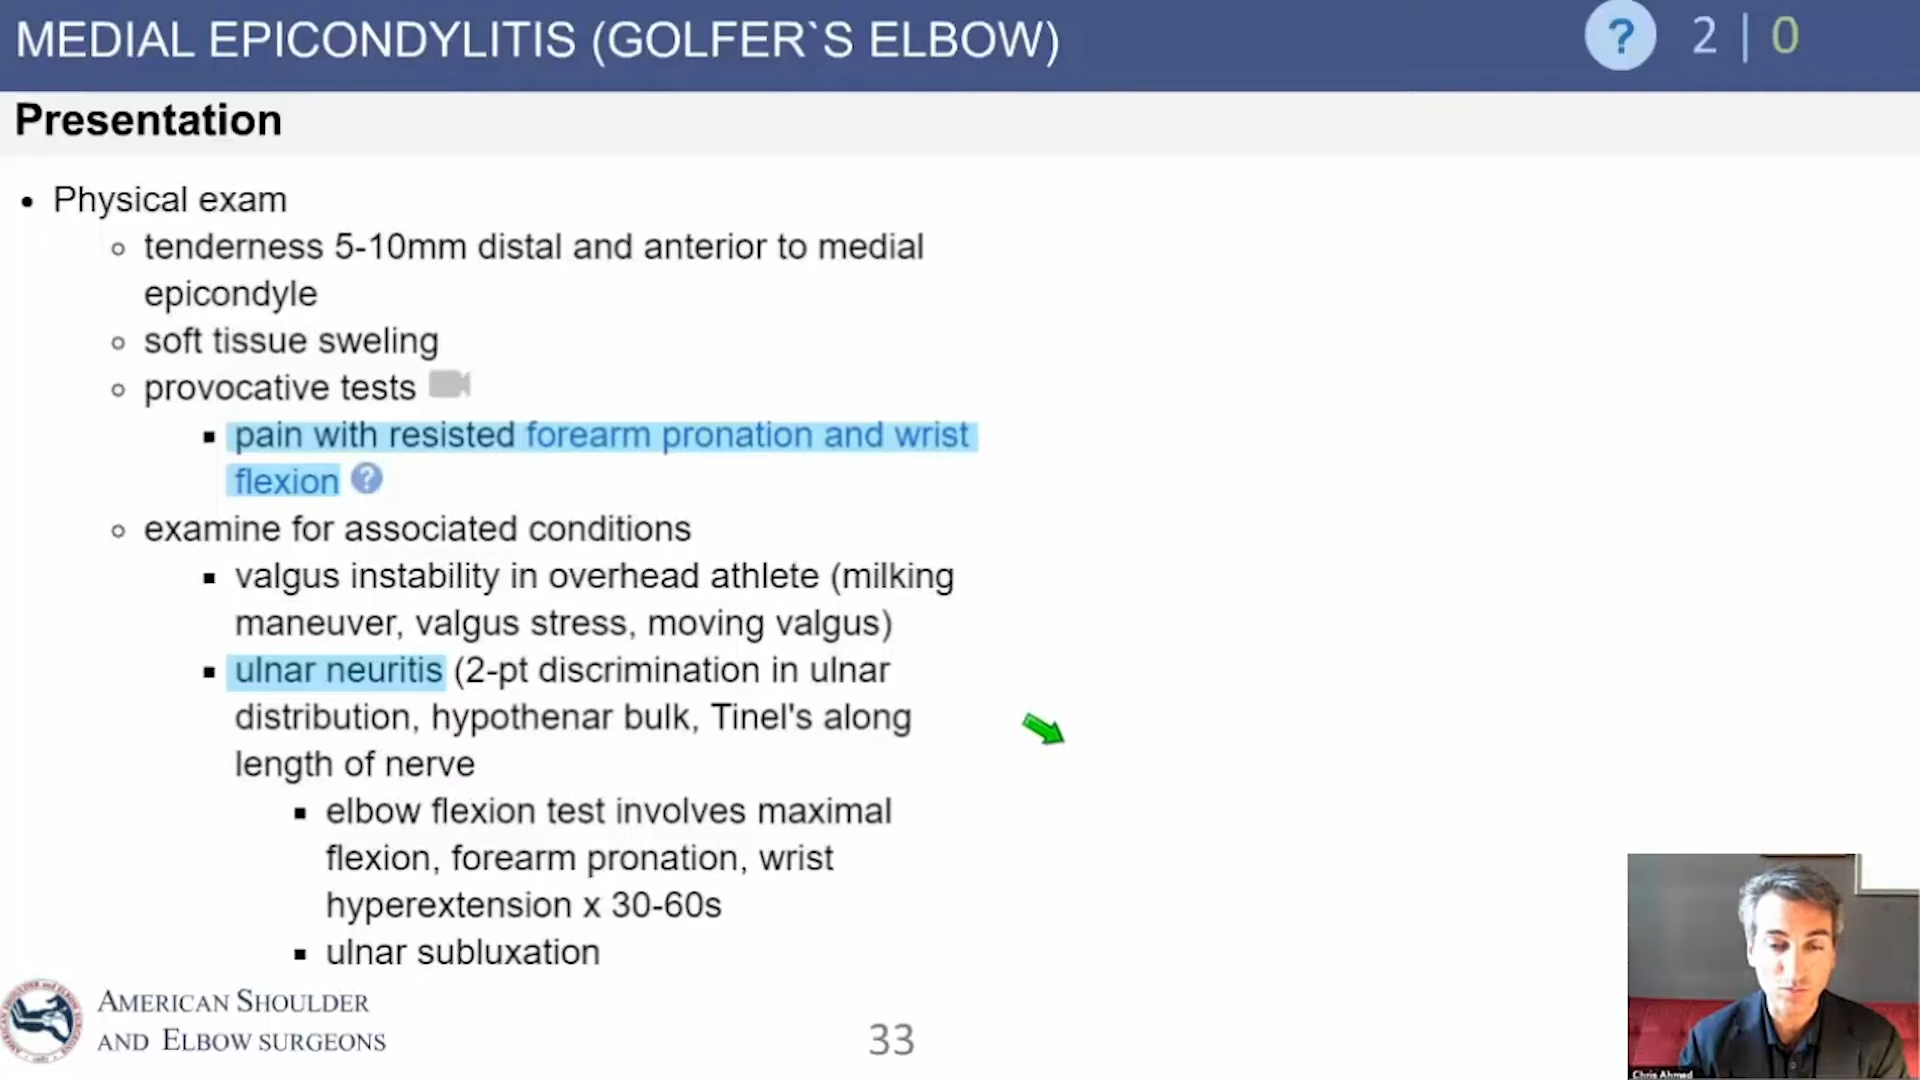 MEDIAL EPICONDYLITIS (GOLFER`S ELBOW)
? 2 | 0
Presentation
• Physical exam
tenderness 5-10mm distal and anterior to medial
epicondyle
soft tissue sweling
provocative tests
pain with resisted forearm pronation and wrist
flexion ?
examine for associated conditions
valgus instability in overhead athlete (milking
maneuver, valgus stress, moving valgus)
ulnar neuritis (2-pt discrimination in ulnar
distribution, hypothenar bulk, Tinel's along
length of nerve
elbow flexion test involves maximal
flexion, forearm pronation, wrist
hyperextension x 30-60s
ulnar subluxation
AMERICAN SHOULDER
AND ELBOW SURGEONS
33
Chris Ahmad